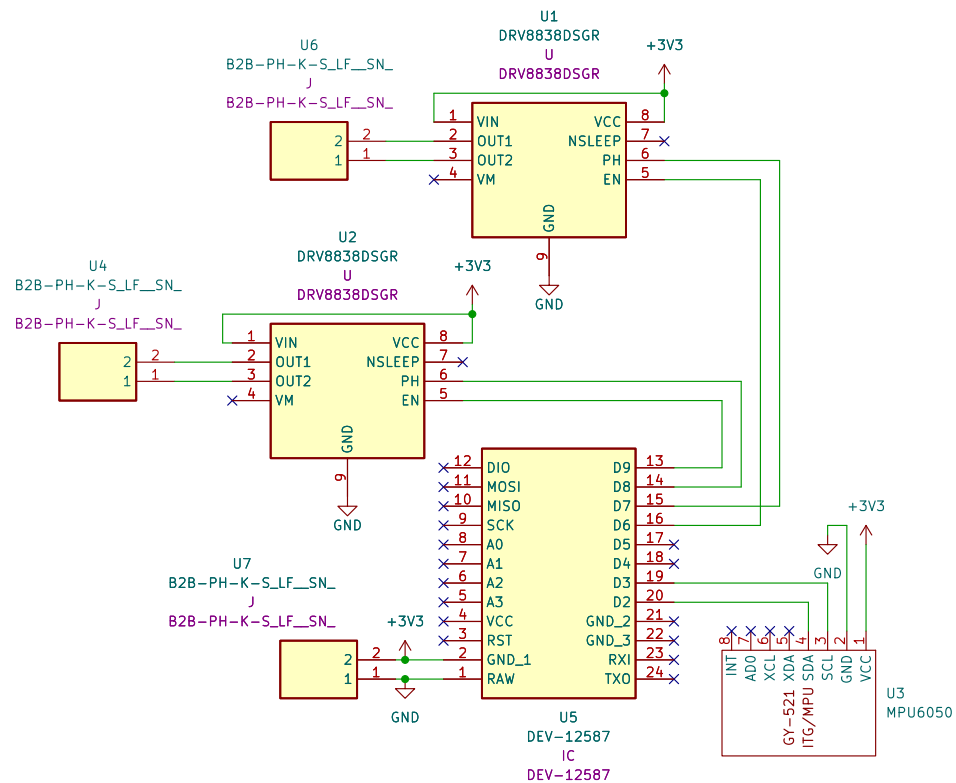 U1
DRV8838DSGR
U
DRV8838DSGR
+3V3
U6
B2B-PH-K-S_LF__SN_
J
B2B-PH-K-S_LF__SN_
2 2
1 1
1 VIN VCC 8
2 OUT1 NSLEEP 7
3 OUT2 PH 6
4 VM EN 5
GND
9
GND
U2
DRV8838DSGR
U
DRV8838DSGR
+3V3
U4
B2B-PH-K-S_LF__SN_
J
B2B-PH-K-S_LF__SN_
2 2
1 1
1 VIN VCC 8
2 OUT1 NSLEEP 7
3 OUT2 PH 6
4 VM EN 5
GND
9
GND
12 DIO D9 13
11 MOSI D8 14
10 MISO D7 15
9 SCK D6 16
8 A0 D5 17
7 A1 D4 18
6 A2 D3 19
5 A3 D2 20
4 VCC GND_2 21
3 RST GND_3 22
2 GND_1 RXI 23
1 RAW TXO 24
U5
DEV-12587
IC
DEV-12587
U7
B2B-PH-K-S_LF__SN_
J
B2B-PH-K-S_LF__SN_
2 2
1 1
+3V3
GND
+3V3
GND
8 7 6 5 4 3 2 1
INT AD0 XCL XDA SDA SCL GND VCC
GY-521
ITG/MPU
U3
MPU6050